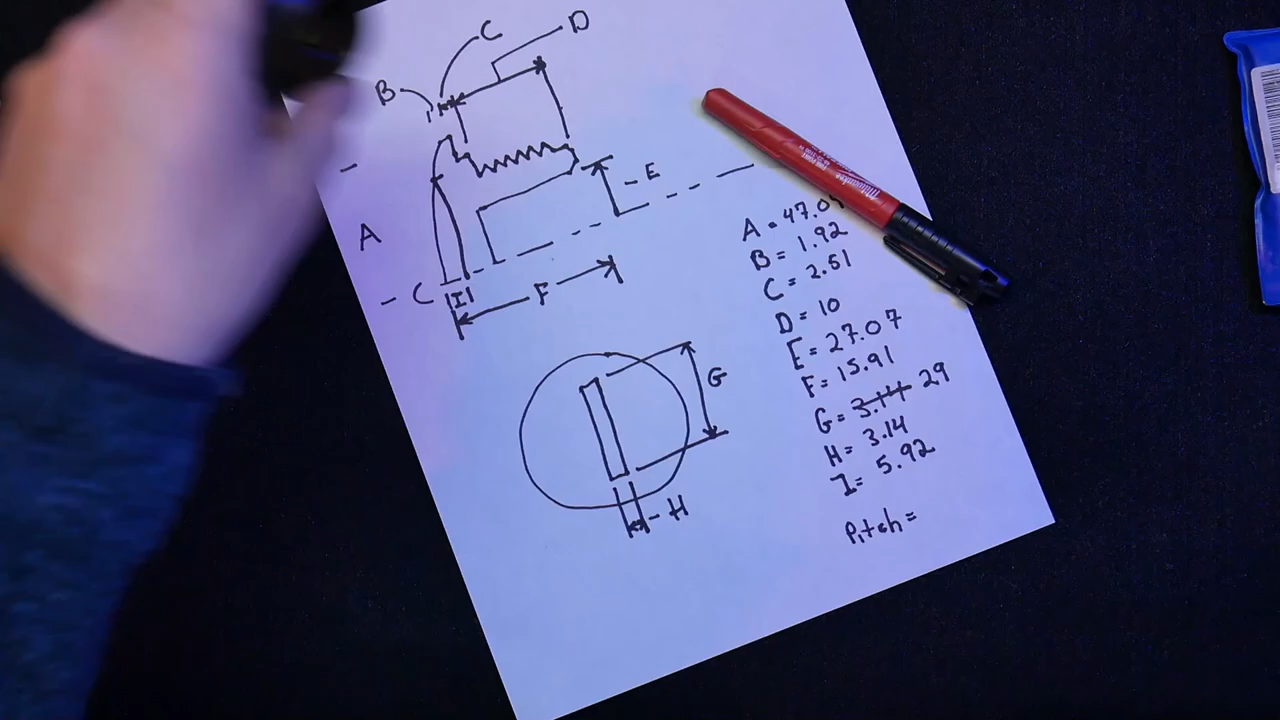 C
D
B
- E
A
- C
I
F
G
- H
A = 47.04
B = 1.92
C = 2.51
D = 10
E = 27.07
F = 15.91
G = 3.14 29
H = 3.14
I = 5.92
Pitch =
Milwaukee